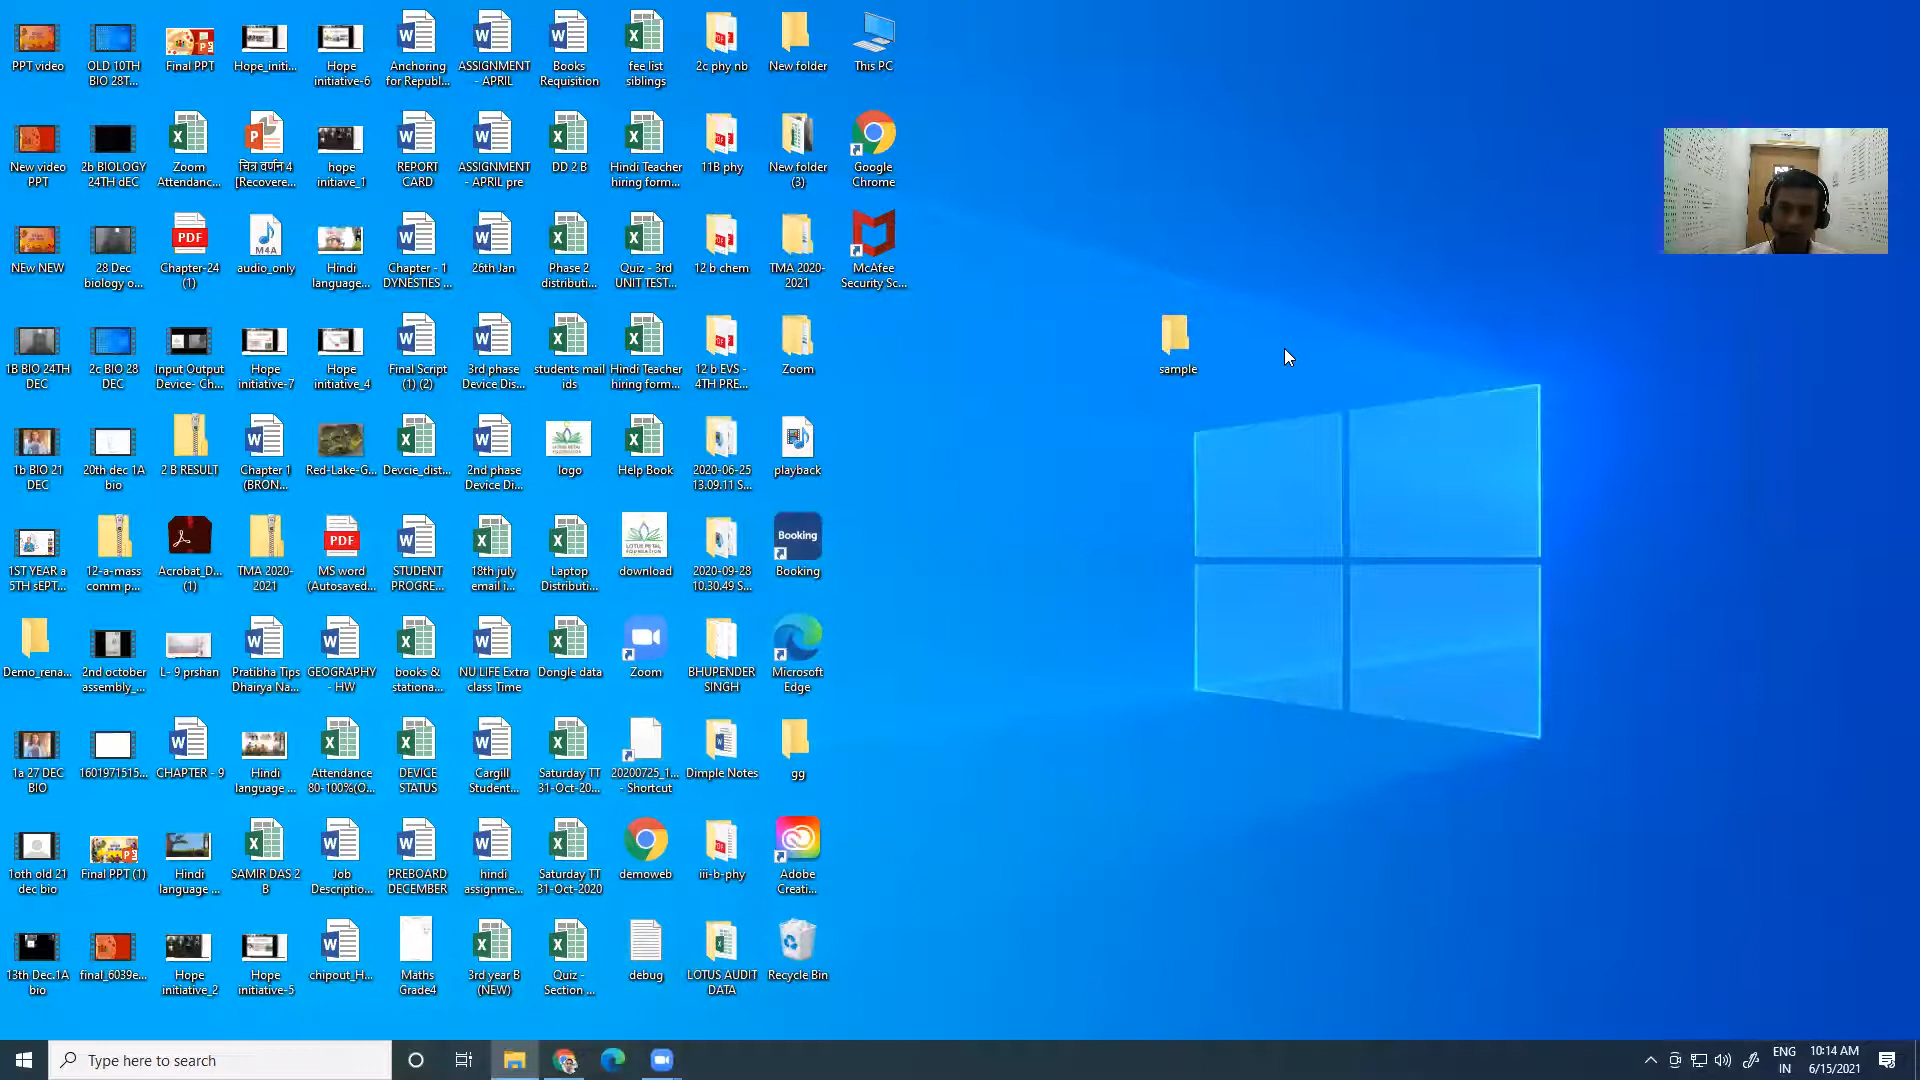 PPT video
OLD 10TH
BIO 28T...
Final PPT
Hope_initi...
Hope
initiative-6
Anchoring
for Republ...
ASSIGNMENT
- APRIL
Books
Requisition
fee list
siblings
2c phy nb
New folder
This PC
New video
PPT
2b BIOLOGY
24TH dEC
Zoom
Attendanc...
चित्र वर्णन 4
[Recovere...
hope
initiave_1
REPORT
CARD
ASSIGNMENT
- APRIL pre
DD 2 B
Hindi Teacher
hiring form...
11B phy
New folder
(3)
Google
Chrome
NEw NEW
28 Dec
biology o...
PDF
Chapter-24
(1)
M4A
audio_only
Hindi
language...
Chapter - 1
DYNESTIES ...
26th Jan
Phase 2
distributi...
Quiz - 3rd
UNIT TEST...
12 b chem
TMA 2020-
2021
McAfee
Security Sc...
1B BIO 24TH
DEC
2c BIO 28
DEC
Input Output
Device- Ch...
Hope
initiative-7
Hope
initiative_4
Final Script
(1) (2)
3rd phase
Device Dis...
students mail
ids
Hindi Teacher
hiring form...
12 b EVS -
4TH PRE...
Zoom
sample
1b BIO 21
DEC
20th dec 1A
bio
2 B RESULT
Chapter 1
(BRON...
Red-Lake-G...
Devcie_dist...
2nd phase
Device Di...
logo
Help Book
2020-06-25
13.09.11 S...
playback
1ST YEAR a
5TH sEPT...
12-a-mass
comm p...
Acrobat_D...
(1)
TMA 2020-
2021
PDF
MS word
(Autosaved...
STUDENT
PROGRE...
18th july
email i...
Laptop
Distributi...
LOTUS PETAL
FOUNDATION
download
2020-09-28
10.30.49 S...
Booking
Booking
Demo_rena...
2nd october
assembly_...
L- 9 prshan
Pratibha Tips
Dhairya Na...
GEOGRAPHY
- HW
books &
stationa...
NU LIFE Extra
class Time
Dongle data
Zoom
BHUPENDER
SINGH
Microsoft
Edge
1a 27 DEC
BIO
1601971515...
CHAPTER - 9
Hindi
language ...
Attendance
80-100%(O...
DEVICE
STATUS
Cargill
Student...
Saturday TT
31-Oct-20...
20200725_1...
- Shortcut
Dimple Notes
gg
1oth old 21
dec bio
Final PPT (1)
Hindi
language ...
SAMIR DAS 2
B
Job
Descriptio...
PREBOARD
DECEMBER
hindi
assignme...
Saturday TT
31-Oct-2020
demoweb
iii-b-phy
Adobe
Creati...
13th Dec.1A
bio
final_6039e...
Hope
initiative_2
Hope
initiative-5
chipout_H...
Maths
Grade4
3rd year B
(NEW)
Quiz -
Section ...
debug
LOTUS AUDIT
DATA
Recycle Bin
Type here to search
ENG
IN
10:14 AM
6/15/2021